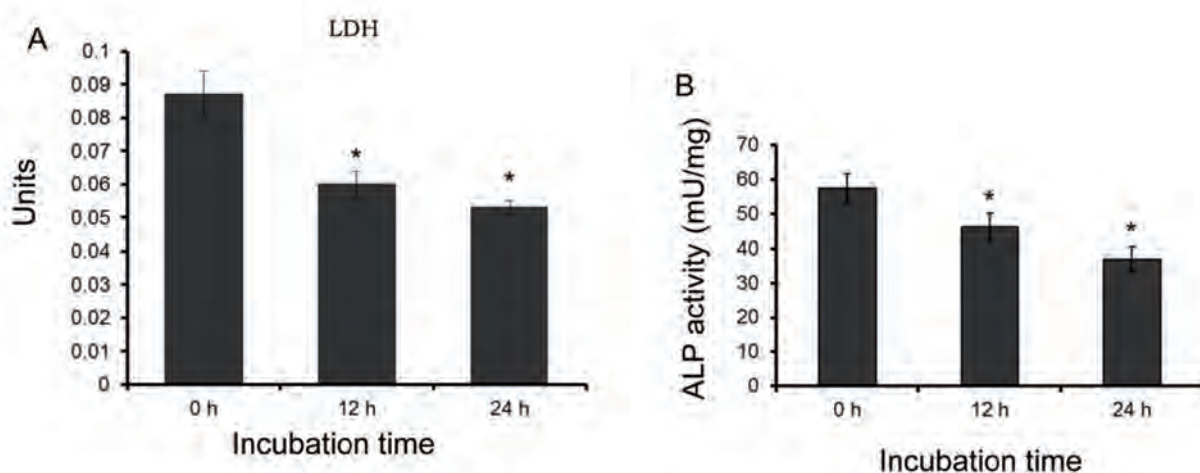 A
LDH
Units
0.1
0.09
0.08
0.07
0.06
0.05
0.04
0.03
0.02
0.01
0
*
*
0 h 12 h 24 h
Incubation time
B
ALP activity (mU/mg)
70
60
50
40
30
20
10
0
*
*
0 h 12 h 24 h
Incubation time